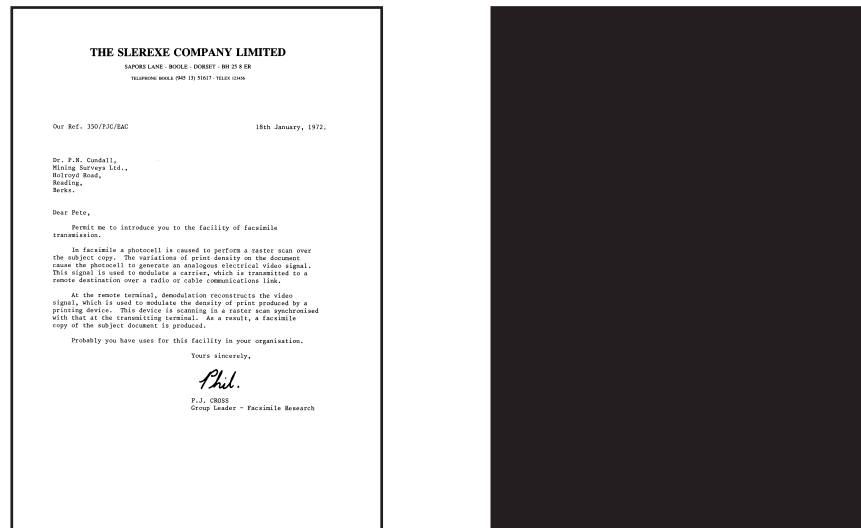 THE SLEREXE COMPANY LIMITED
SAPORS LANE - BOOLE - DORSET - BH 25 8 ER
TELEPHONE BOOLE (945 13) 51617 - TELEX 123456
Our Ref. 350/PJC/EAC 18th January, 1972.
Dr. P.N. Cundall,
Mining Surveys Ltd.,
Holroyd Road,
Reading,
Berks.
Dear Pete,
Permit me to introduce you to the facility of facsimile
transmission.
In facsimile a photocell is caused to perform a raster scan over
the subject copy. The variations of print density on the document
cause the photocell to generate an analogous electrical video signal.
This signal is used to modulate a carrier, which is transmitted to a
remote destination over a radio or cable communications link.
At the remote terminal, demodulation reconstructs the video
signal, which is used to modulate the density of print produced by a
printing device. This device is scanning in a raster scan synchronised
with that at the transmitting terminal. As a result, a facsimile
copy of the subject document is produced.
Probably you have uses for this facility in your organisation.
Yours sincerely,
Phil.
P.J. CROSS
Group Leader - Facsimile Research